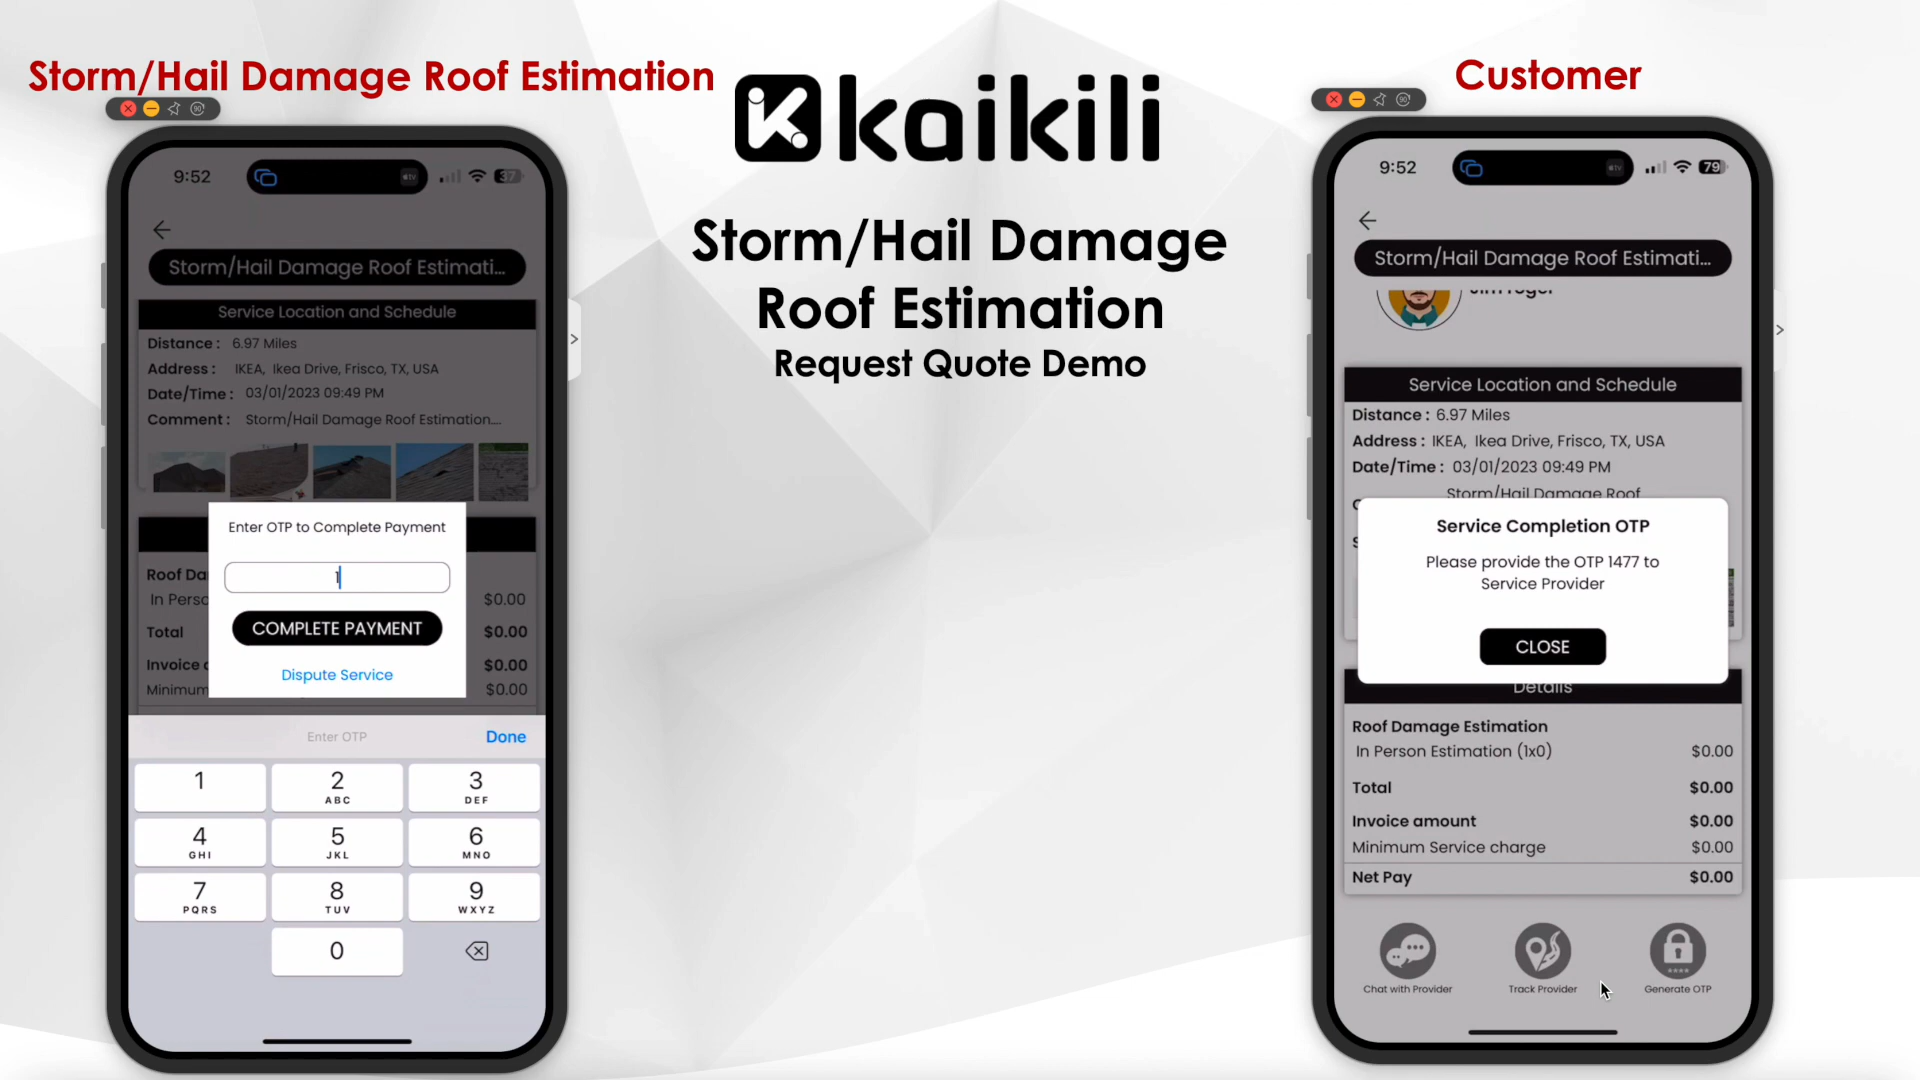 Storm/Hail Damage Roof Estimation
kaikili
Storm/Hail Damage
Roof Estimation
Request Quote Demo
Customer
9:52
37
Storm/Hail Damage Roof Estimati...
Service Location and Schedule
Distance : 6.97 Miles
Address : IKEA, Ikea Drive, Frisco, TX, USA
Date/Time : 03/01/2023 09:49 PM
Comment : Storm/Hail Damage Roof Estimation....
Enter OTP to Complete Payment
1
COMPLETE PAYMENT
Dispute Service
Roof Da
In Perso $0.00
Total $0.00
Invoice $0.00
Minimum $0.00
Enter OTP
Done
1
2 ABC
3 DEF
4 GHI
5 JKL
6 MNO
7 PQRS
8 TUV
9 WXYZ
0
9:52
79
Storm/Hail Damage Roof Estimati...
Service Location and Schedule
Distance : 6.97 Miles
Address : IKEA, Ikea Drive, Frisco, TX, USA
Date/Time : 03/01/2023 09:49 PM
Storm/Hail Damage Roof
Service Completion OTP
Please provide the OTP 1477 to
Service Provider
CLOSE
Details
Roof Damage Estimation
In Person Estimation (1x0) $0.00
Total $0.00
Invoice amount $0.00
Minimum Service charge $0.00
Net Pay $0.00
Chat with Provider
Track Provider
Generate OTP